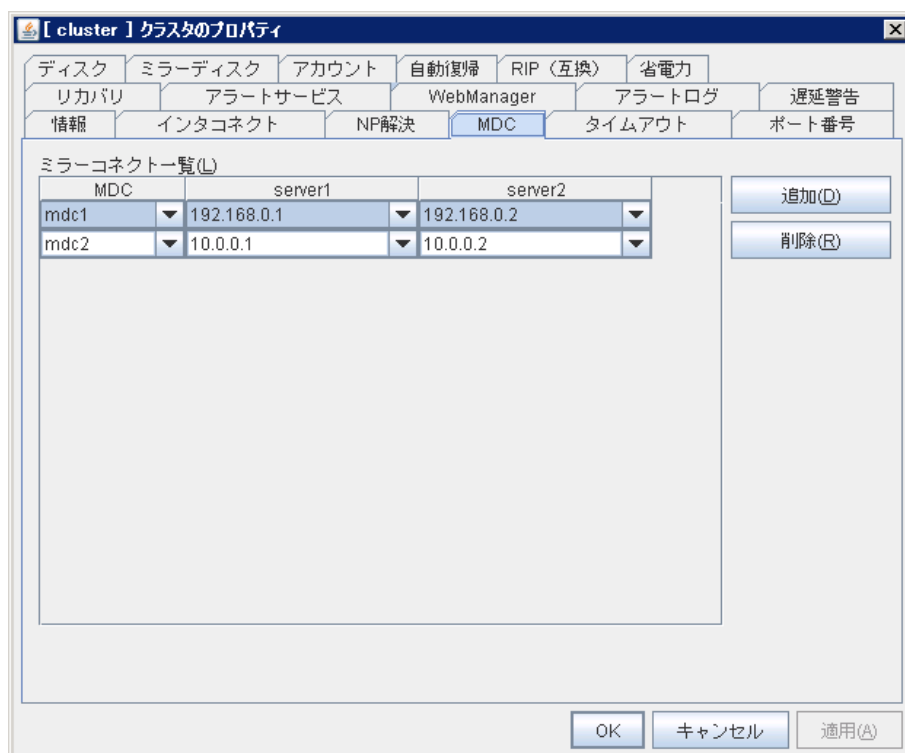 [ cluster ] クラスタのプロパティ
ディスク ミラーディスク アカウント 自動復帰 RIP（互換） 省電力
リカバリ アラートサービス WebManager アラートログ 遅延警告
情報 インタコネクト NP解決 MDC タイムアウト ポート番号
ミラーコネクト一覧(L)
MDC server1 server2
mdc1 192.168.0.1 192.168.0.2
mdc2 10.0.0.1 10.0.0.2
追加(D)
削除(R)
OK キャンセル 適用(A)